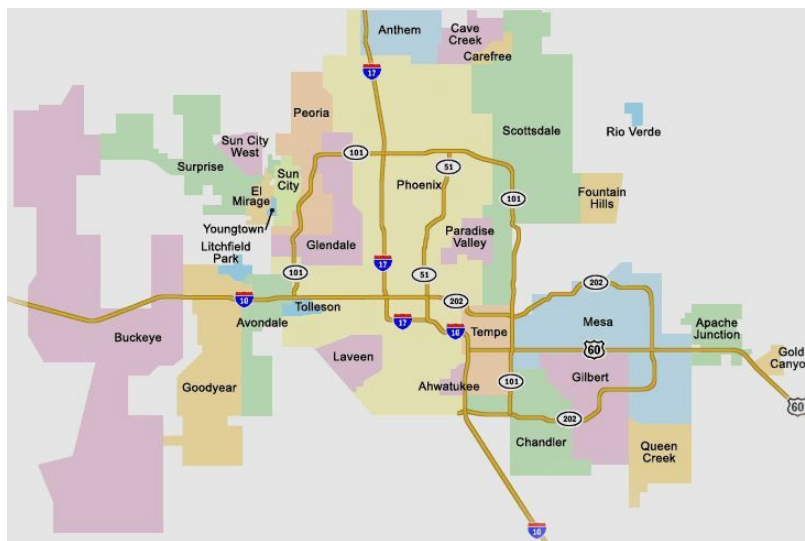 Anthem
Cave
Creek
Carefree
17
Peoria
Scottsdale
Rio Verde
Sun City
West
Surprise
101
51
Sun
City
Phoenix
El
Mirage
101
Fountain
Hills
Youngtown
Paradise
Valley
Litchfield
Park
Glendale
17
101
51
202
10
Tolleson
202
Avondale
17
10
Tempe
Mesa
Apache
Junction
Buckeye
Laveen
60
Gold
Canyo
Goodyear
Ahwatukee
101
Gilbert
60
202
202
Chandler
Queen
Creek
10